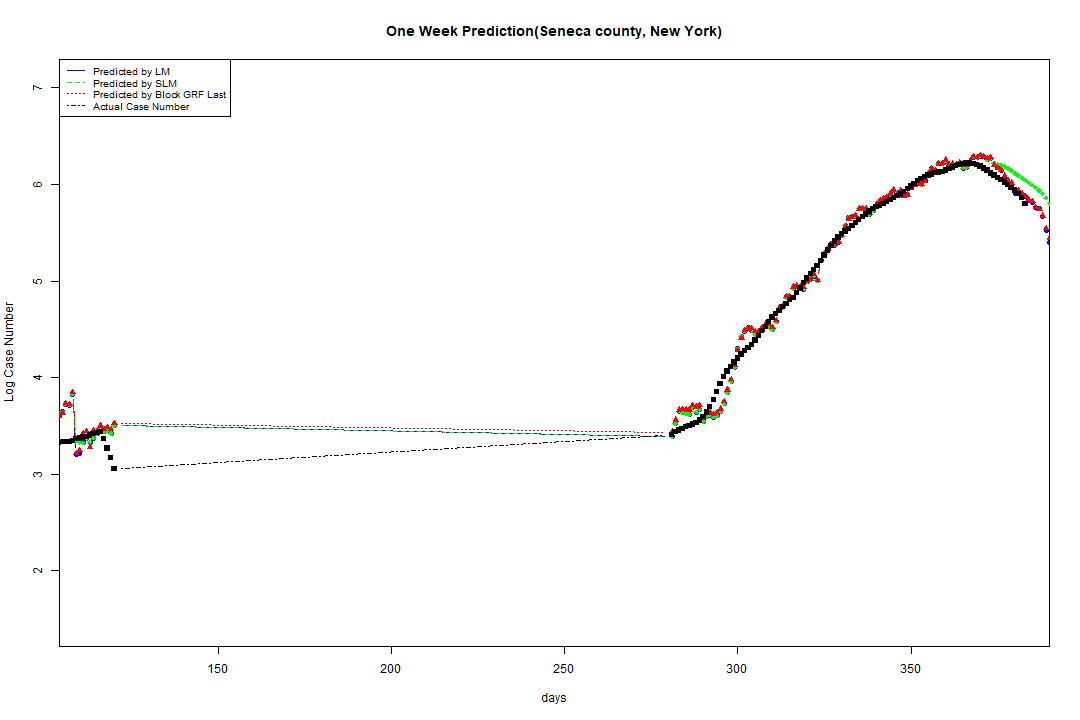 One Week Prediction(Seneca county, New York)
Predicted by LM
Predicted by SLM
Predicted by Block GRF Last
Actual Case Number
7
6
5
4
3
2
Log Case Number
150 200 250 300 350
days